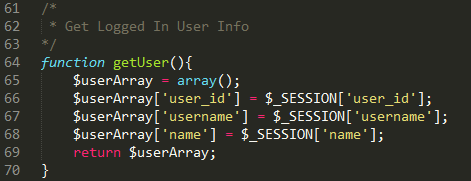 61 /*
62  * Get Logged In User Info
63 */
64 function getUser(){
65     $userArray = array();
66     $userArray['user_id'] = $_SESSION['user_id'];
67     $userArray['username'] = $_SESSION['username'];
68     $userArray['name'] = $_SESSION['name'];
69     return $userArray;
70 }